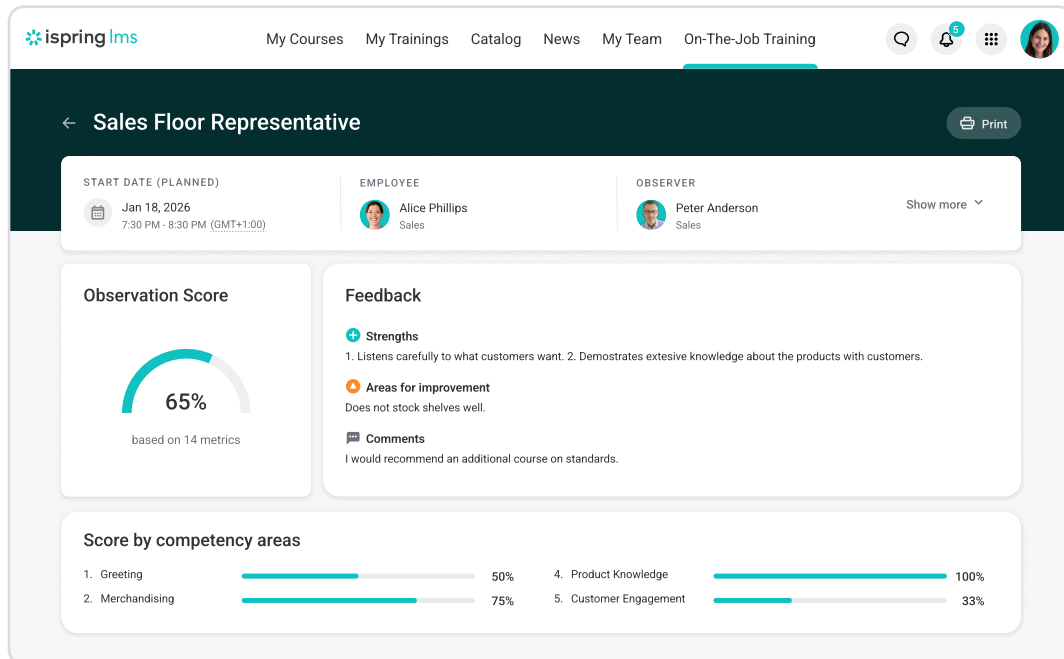 ispring lms
My Courses My Trainings Catalog News My Team On-The-Job Training
5
← Sales Floor Representative
Print
START DATE (PLANNED)
Jan 18, 2026
7:30 PM - 8:30 PM (GMT+1:00)
EMPLOYEE
Alice Phillips
Sales
OBSERVER
Peter Anderson
Sales
Show more
Observation Score
65%
based on 14 metrics
Feedback
Strengths
1. Listens carefully to what customers want. 2. Demostrates extesive knowledge about the products with customers.
Areas for improvement
Does not stock shelves well.
Comments
I would recommend an additional course on standards.
Score by competency areas
1. Greeting 50%
2. Merchandising 75%
4. Product Knowledge 100%
5. Customer Engagement 33%